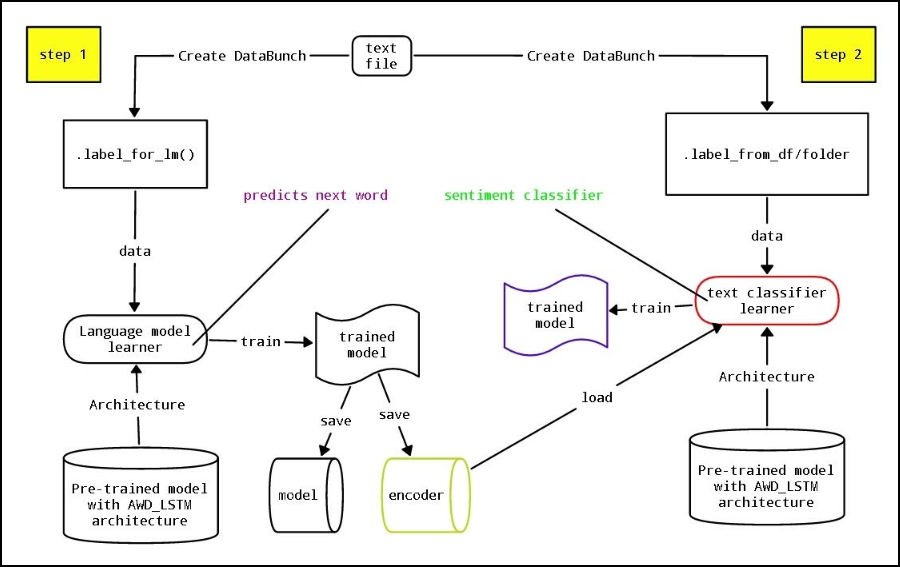 step 1
Create DataBunch
text
file
Create DataBunch
step 2
.label_for_lm()
.label_from_df/folder
predicts next word
sentiment classifier
data
data
Language model
learner
train
trained
model
trained
model
train
text classifier
learner
Architecture
save
save
load
Architecture
Pre-trained model
with AWD_LSTM
architecture
model
encoder
Pre-trained model
with AWD_LSTM
architecture